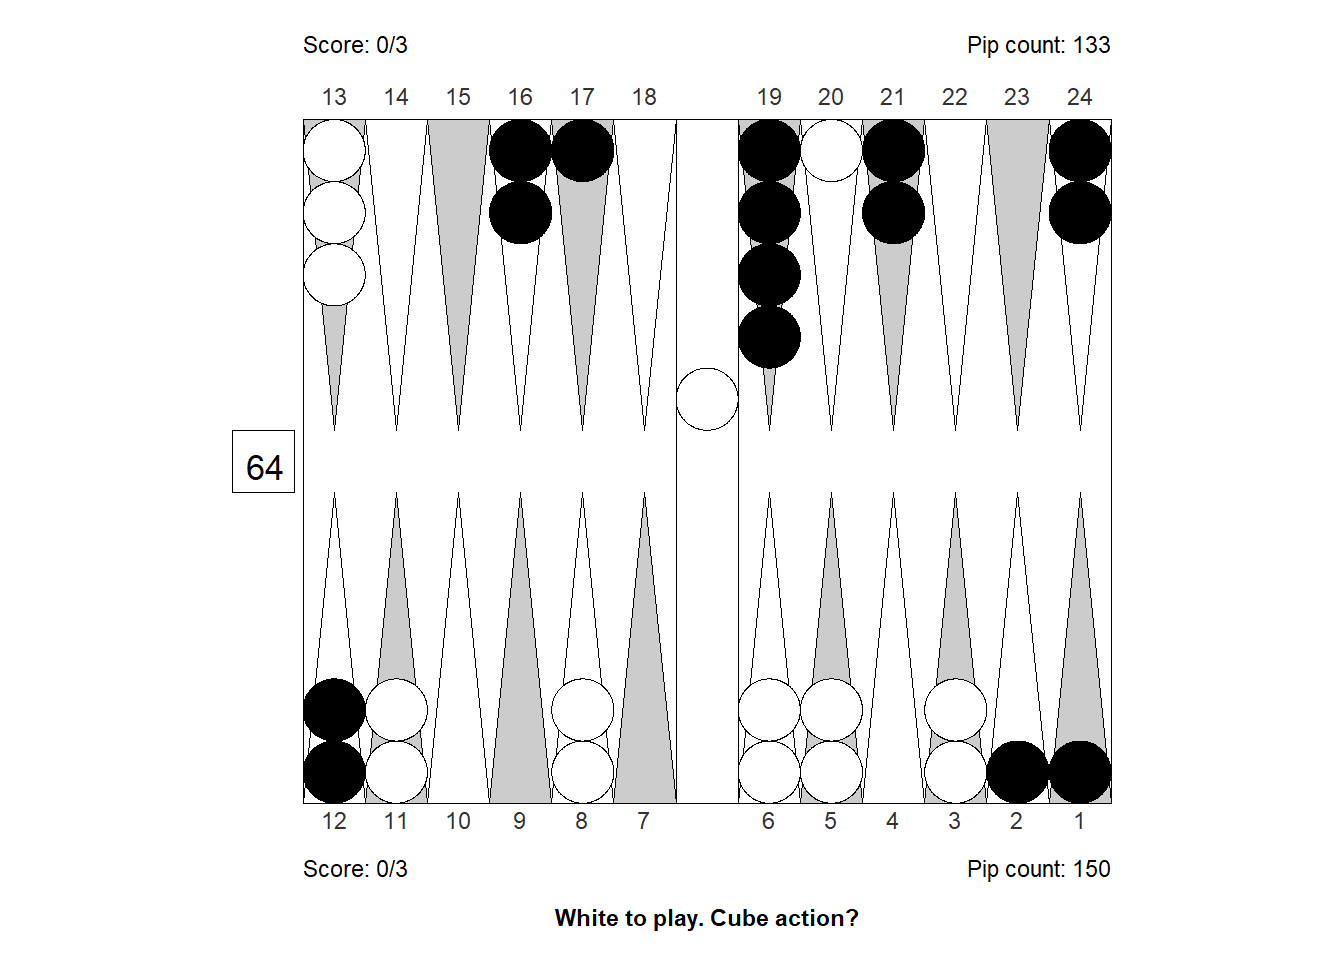 Score: 0/3 Pip count: 133
13 14 15 16 17 18 19 20 21 22 23 24
64
12 11 10 9 8 7 6 5 4 3 2 1
Score: 0/3 Pip count: 150
White to play. Cube action?